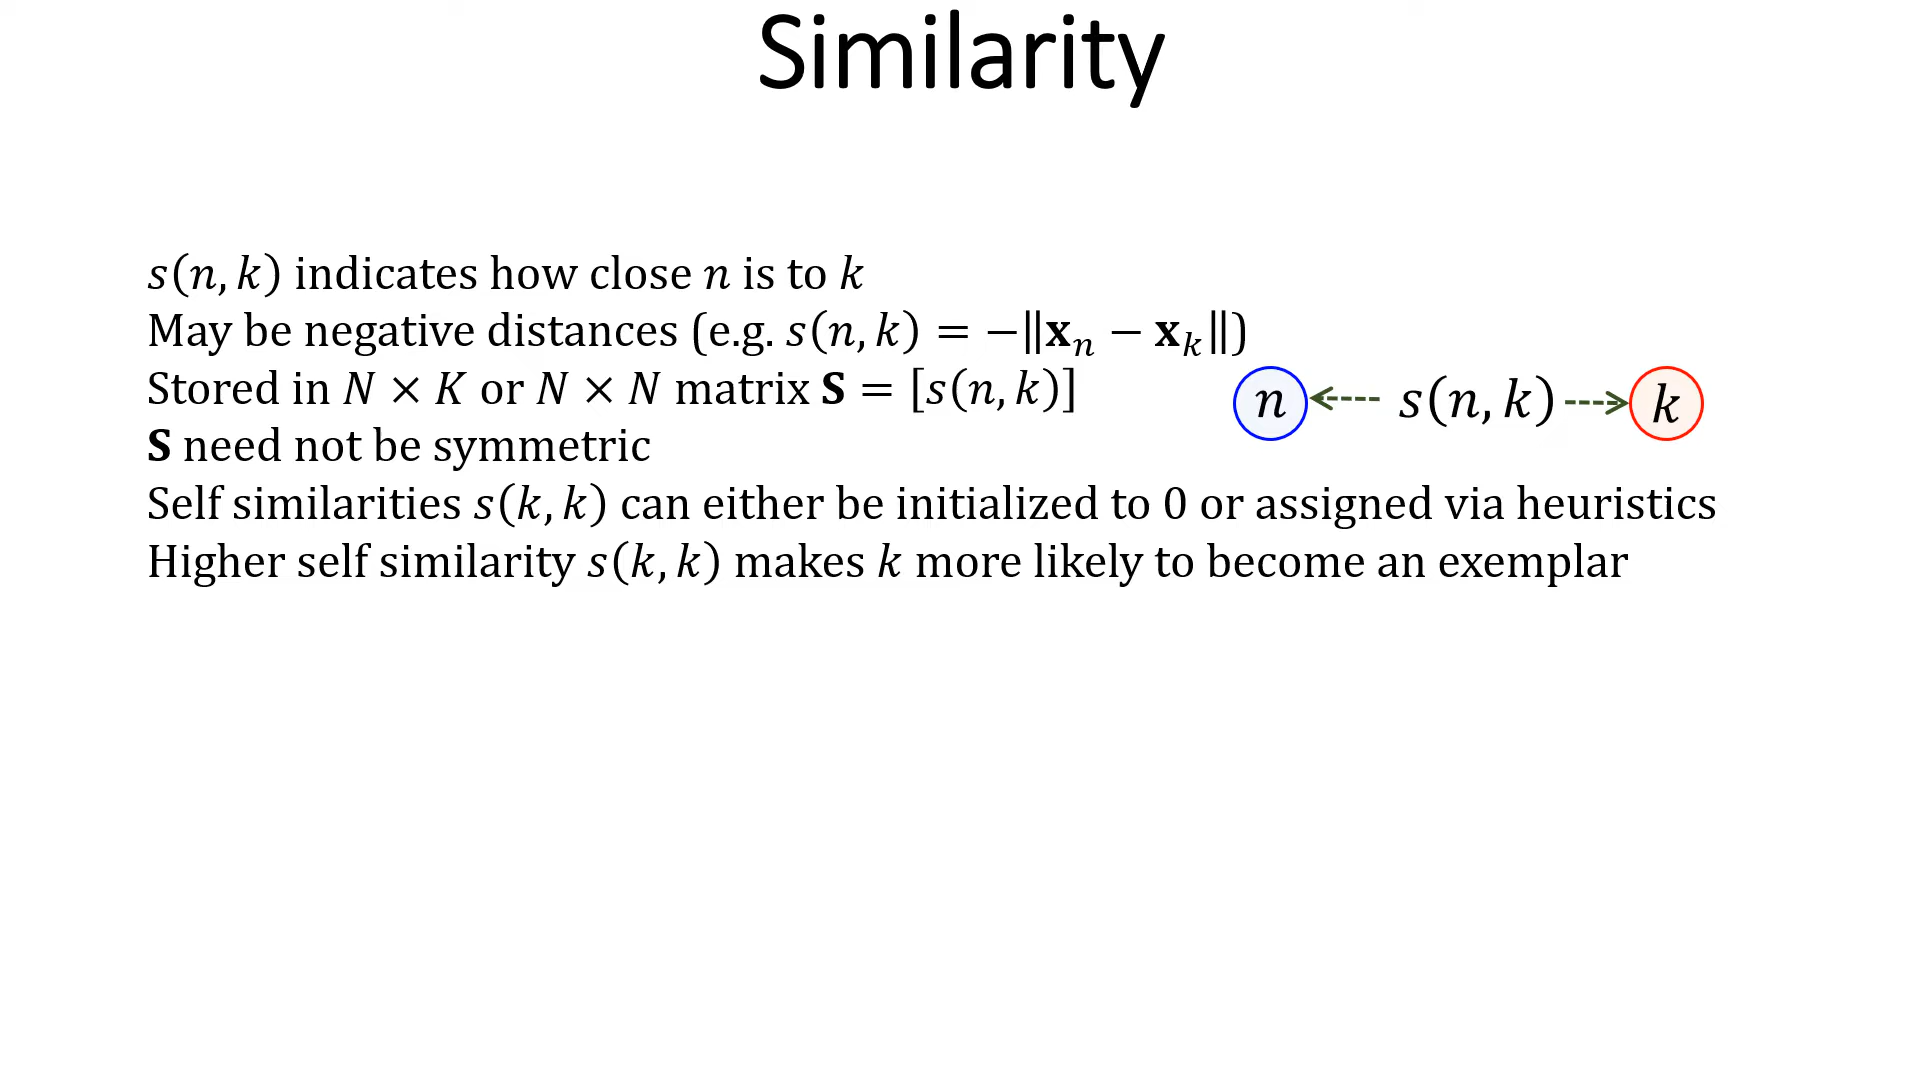 Similarity
s(n, k) indicates how close n is to k
May be negative distances (e.g. s(n, k) = −‖xₙ − xₖ‖)
Stored in N × K or N × N matrix S = [s(n, k)]
n s(n, k) k
S need not be symmetric
Self similarities s(k, k) can either be initialized to 0 or assigned via heuristics
Higher self similarity s(k, k) makes k more likely to become an exemplar